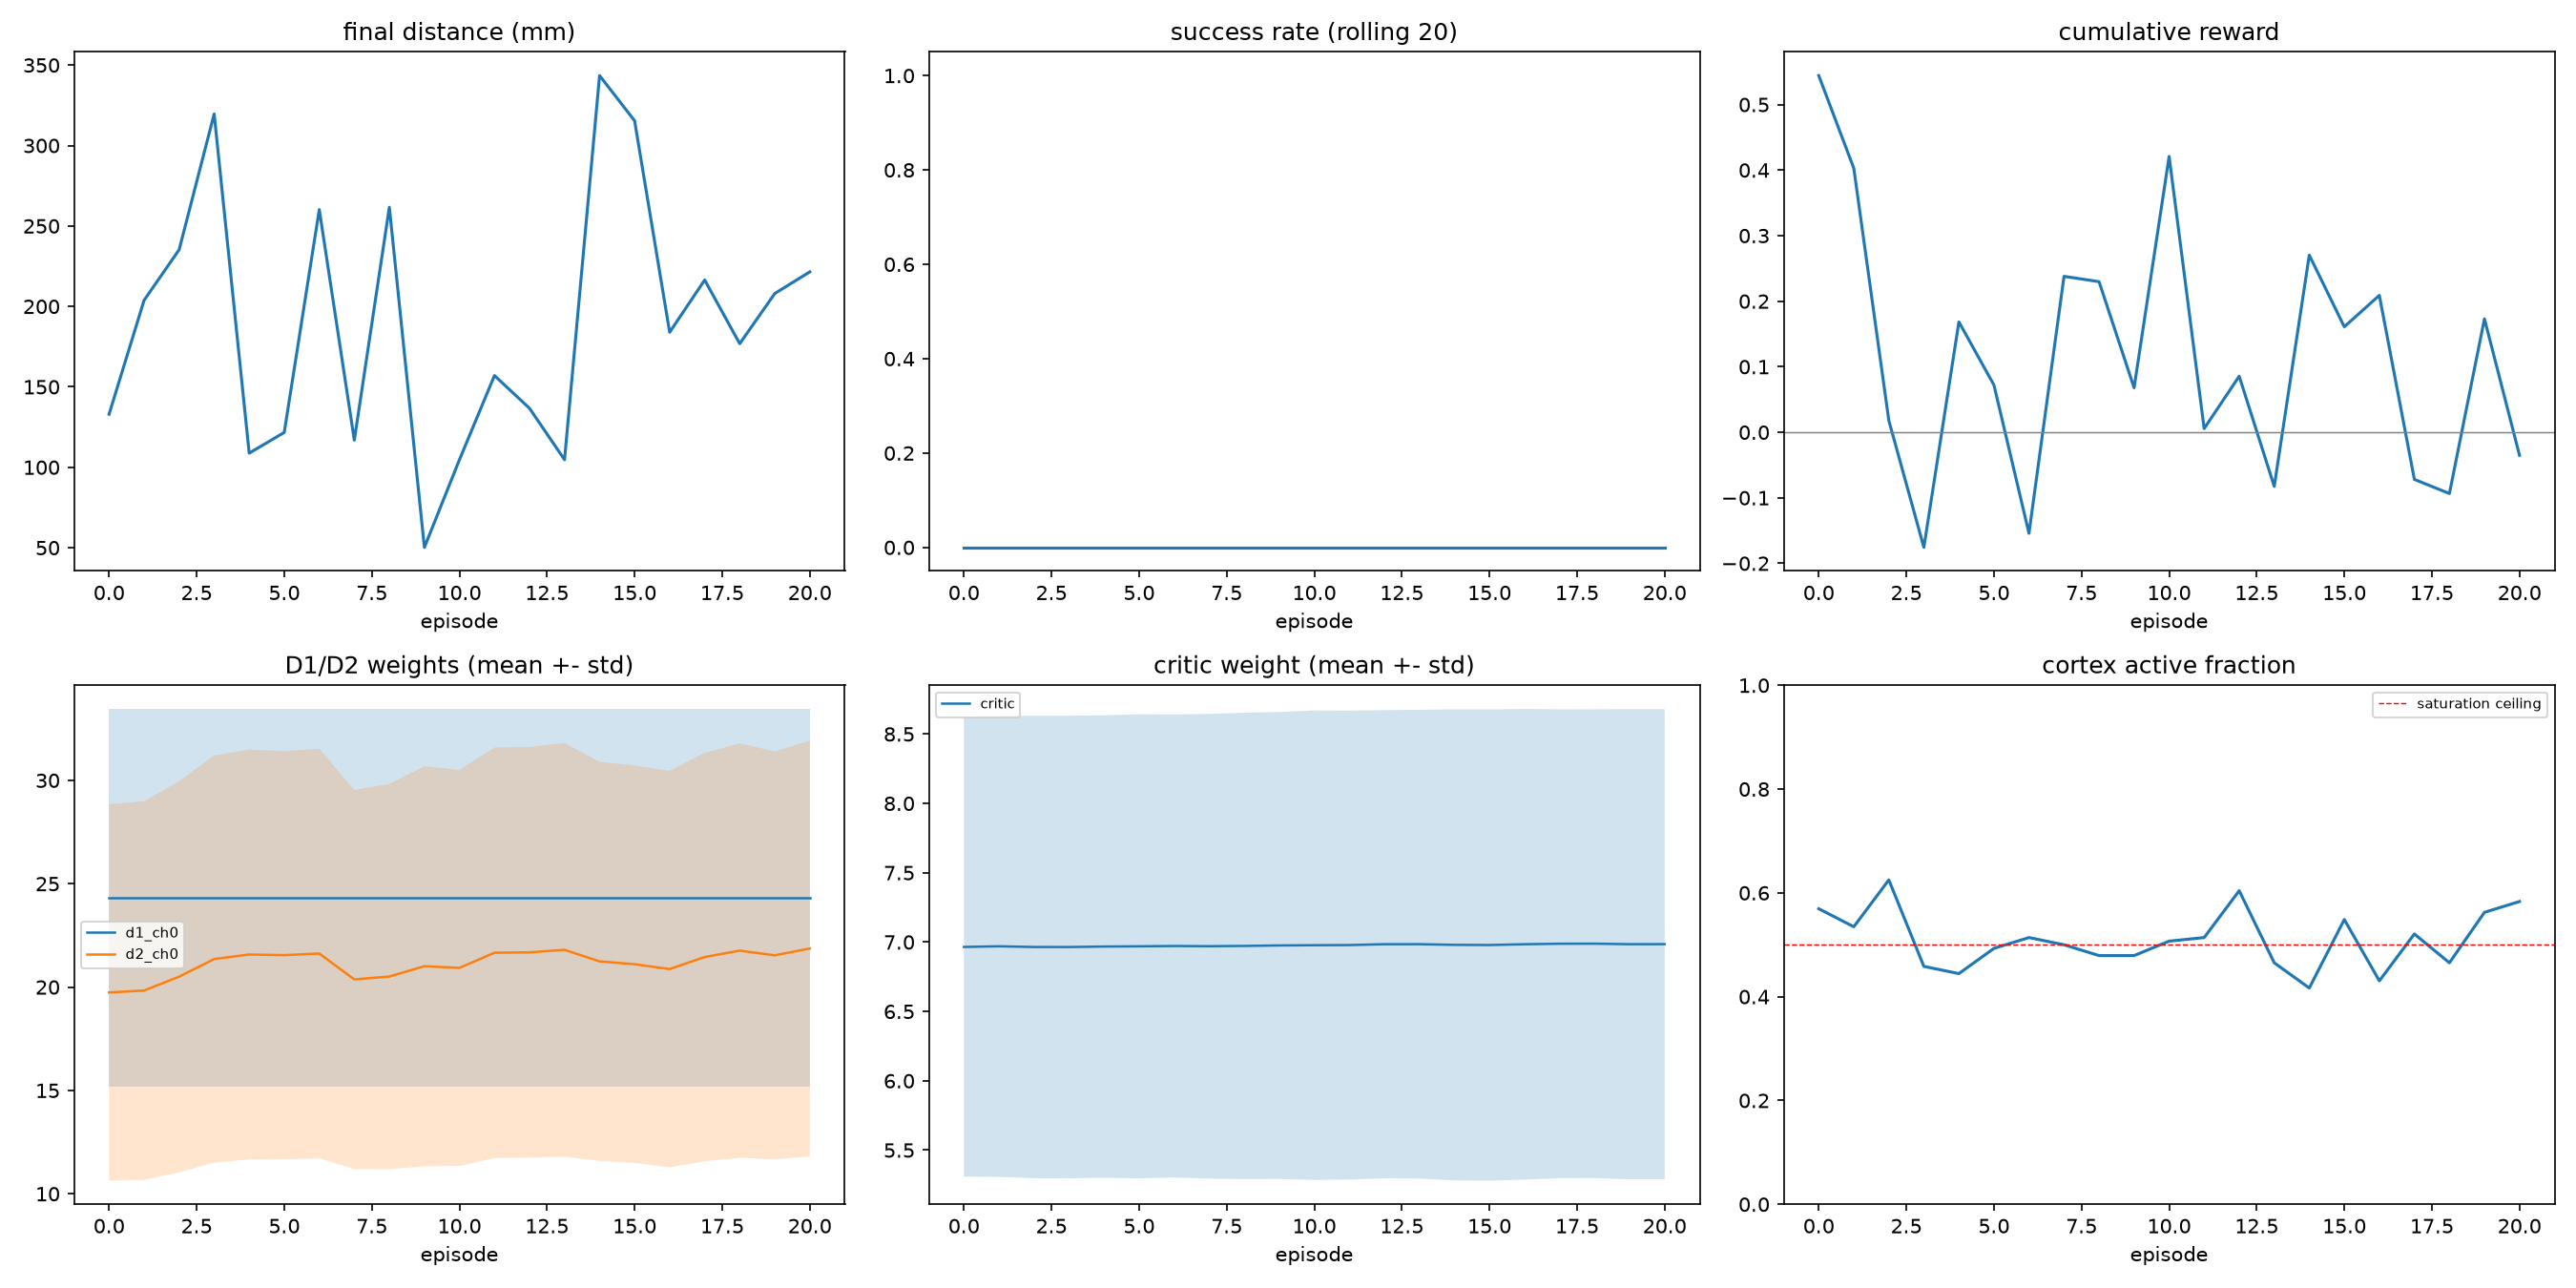 final distance (mm)
350
300
250
200
150
100
50
0.0 2.5 5.0 7.5 10.0 12.5 15.0 17.5 20.0
episode
success rate (rolling 20)
1.0
0.8
0.6
0.4
0.2
0.0
0.0 2.5 5.0 7.5 10.0 12.5 15.0 17.5 20.0
episode
cumulative reward
0.5
0.4
0.3
0.2
0.1
0.0
−0.1
−0.2
0.0 2.5 5.0 7.5 10.0 12.5 15.0 17.5 20.0
episode
D1/D2 weights (mean +- std)
30
25
20
15
10
d1_ch0
d2_ch0
0.0 2.5 5.0 7.5 10.0 12.5 15.0 17.5 20.0
episode
critic weight (mean +- std)
critic
8.5
8.0
7.5
7.0
6.5
6.0
5.5
0.0 2.5 5.0 7.5 10.0 12.5 15.0 17.5 20.0
episode
cortex active fraction
saturation ceiling
1.0
0.8
0.6
0.4
0.2
0.0
0.0 2.5 5.0 7.5 10.0 12.5 15.0 17.5 20.0
episode